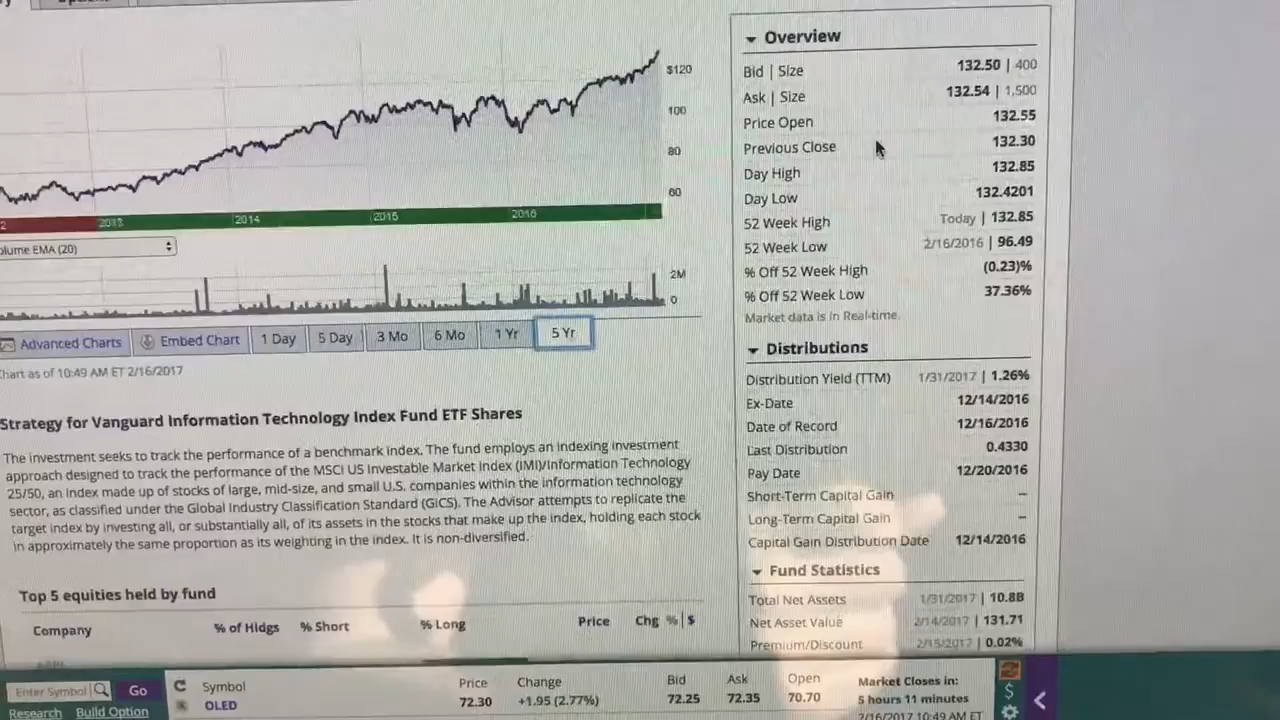 $120
100
80
60
2
2013
2014
2015
2016
olume EMA (20)
2M
0
Advanced Charts
Embed Chart
1 Day
5 Day
3 Mo
6 Mo
1 Yr
5 Yr
hart as of 10:49 AM ET 2/16/2017
Strategy for Vanguard Information Technology Index Fund ETF Shares
The investment seeks to track the performance of a benchmark index. The fund employs an indexing investment
approach designed to track the performance of the MSCI US Investable Market Index (IMI)/Information Technology
25/50, an index made up of stocks of large, mid-size, and small U.S. companies within the information technology
sector, as classified under the Global Industry Classification Standard (GICS). The Advisor attempts to replicate the
target index by investing all, or substantially all, of its assets in the stocks that make up the index, holding each stock
in approximately the same proportion as its weighting in the index. It is non-diversified.
Top 5 equities held by fund
Company % of Hldgs % Short % Long Price Chg % | $
Overview
Bid | Size 132.50 | 400
Ask | Size 132.54 | 1,500
Price Open 132.55
Previous Close 132.30
Day High 132.85
Day Low 132.4201
52 Week High Today | 132.85
52 Week Low 2/16/2016 | 96.49
% Off 52 Week High (0.23)%
% Off 52 Week Low 37.36%
Market data is in Real-time.
Distributions
Distribution Yield (TTM) 1/31/2017 | 1.26%
Ex-Date 12/14/2016
Date of Record 12/16/2016
Last Distribution 0.4330
Pay Date 12/20/2016
Short-Term Capital Gain –
Long-Term Capital Gain –
Capital Gain Distribution Date 12/14/2016
Fund Statistics
Total Net Assets 1/31/2017 | 10.8B
Net Asset Value 2/14/2017 | 131.71
Premium/Discount 2/15/2017 | 0.02%
Enter Symbol Go
Research Build Option
Symbol Price Change Bid Ask Open
OLED 72.30 +1.95 (2.77%) 72.25 72.35 70.70
Market Closes in:
5 hours 11 minutes
2/16/2017 10:49 AM ET
$